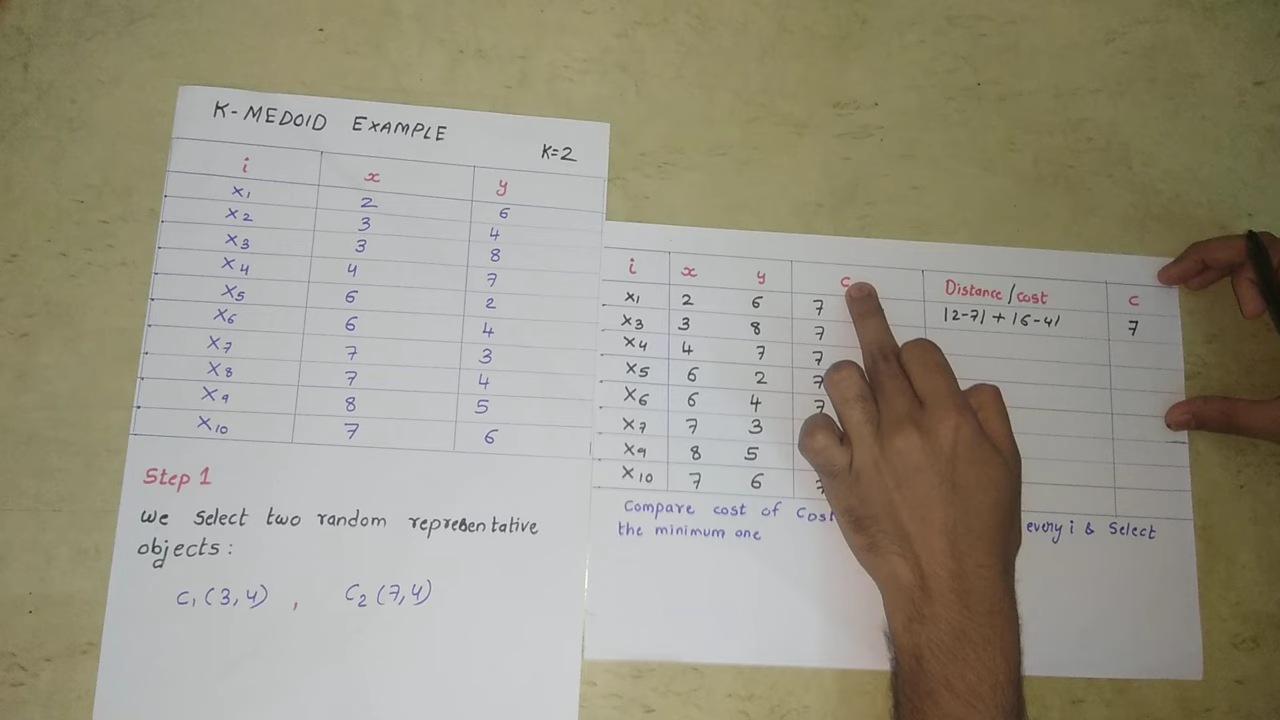 K-MEDOID EXAMPLE
K=2
i x y
X1 2 6
X2 3 4
X3 3 8
X4 4 7
X5 6 2
X6 6 4
X7 7 3
X8 7 4
X9 8 5
X10 7 6
Step 1
we Select two random representative
objects:
C1(3,4) , C2(7,4)
i x y C Distance/cost C
X1 2 6 7 |2-7|+|6-4| 7
X3 3 8 7
X4 4 7 7
X5 6 2 7
X6 6 4 7
X7 7 3
X9 8 5
X10 7 6 7
Compare cost of Cost every i & Select
the minimum one